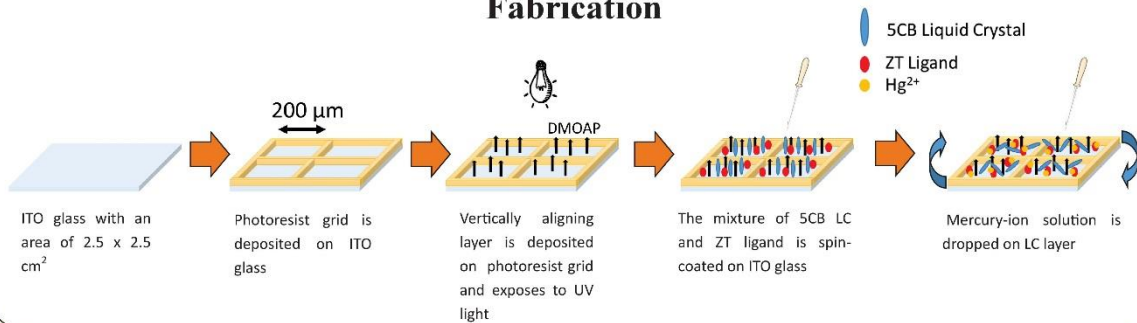 Fabrication
5CB Liquid Crystal
ZT Ligand
Hg²⁺
200 µm
DMOAP
ITO glass with an
area of 2.5 x 2.5
cm²
Photoresist grid is
deposited on ITO
glass
Vertically aligning
layer is deposited
on photoresist grid
and exposes to UV
light
The mixture of 5CB LC
and ZT ligand is spin-
coated on ITO glass
Mercury-ion solution is
dropped on LC layer